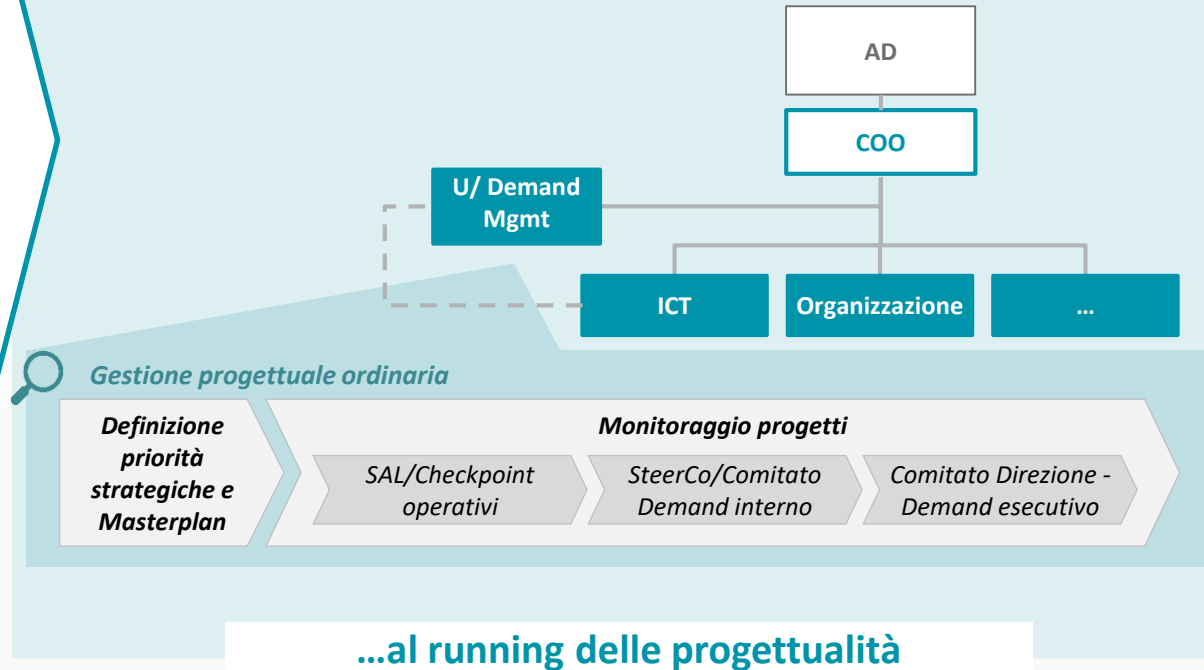 AD
COO
U/ Demand
Mgmt
ICT
Organizzazione
...
Gestione progettuale ordinaria
Definizione
priorità
strategiche e
Masterplan
Monitoraggio progetti
SAL/Checkpoint
operativi
SteerCo/Comitato
Demand interno
Comitato Direzione -
Demand esecutivo
...al running delle progettualità